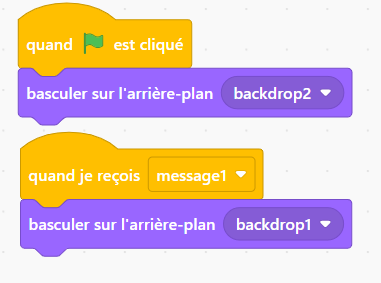 quand est cliqué
basculer sur l'arrière-plan backdrop2
quand je reçois message1
basculer sur l'arrière-plan backdrop1